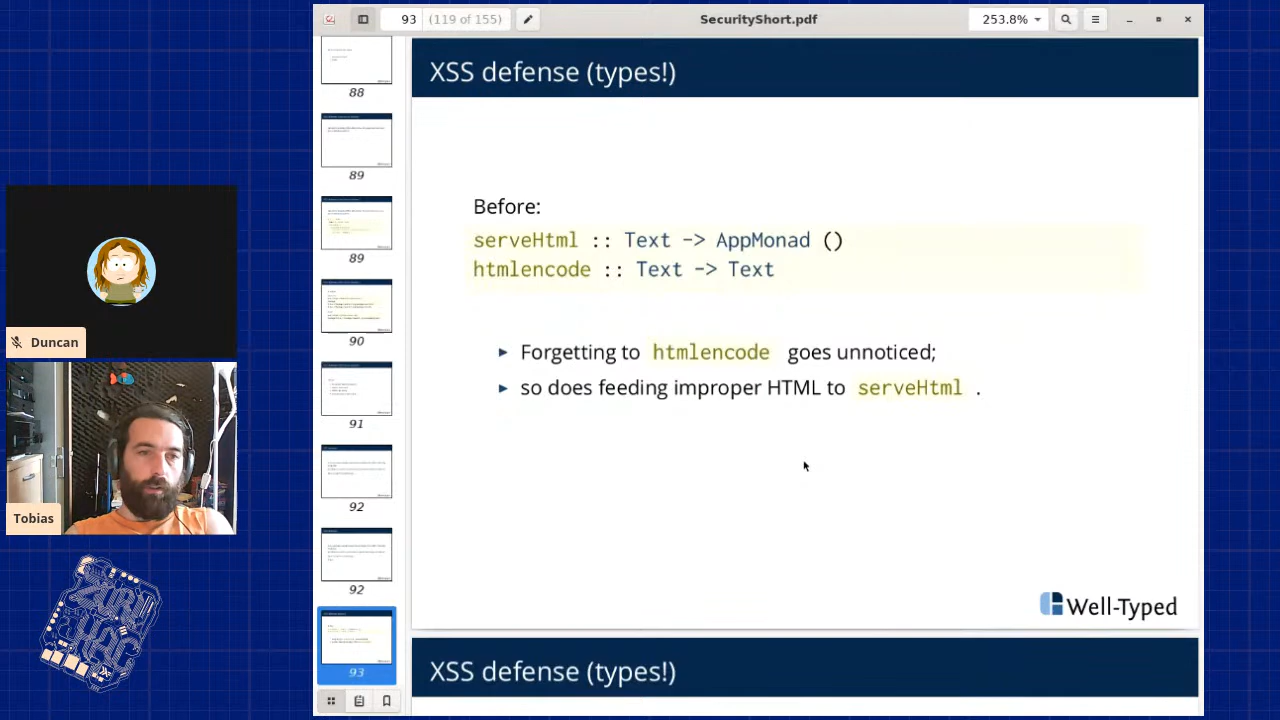 93 (119 of 155)
SecurityShort.pdf
253.8%
88
89
89
90
91
92
92
93
XSS defense (types!)
Before:
serveHtml :: Text -> AppMonad ()
htmlencode :: Text -> Text
Forgetting to htmlencode goes unnoticed;
so does feeding improper HTML to serveHtml .
Well-Typed
XSS defense (types!)
Duncan
Tobias